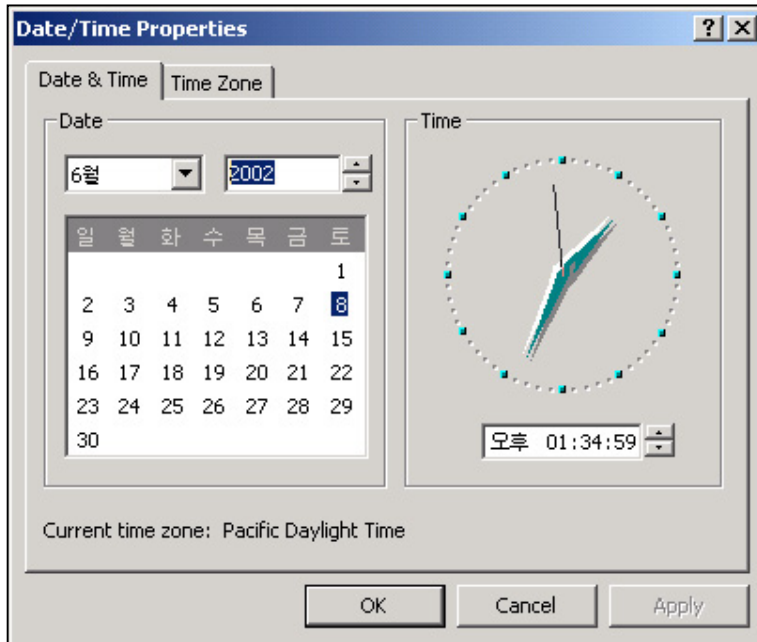 Date/Time Properties
Date & Time Time Zone
Date
6월 2002
일 월 화 수 목 금 토
1
2 3 4 5 6 7 8
9 10 11 12 13 14 15
16 17 18 19 20 21 22
23 24 25 26 27 28 29
30
Time
오후 01:34:59
Current time zone: Pacific Daylight Time
OK Cancel Apply